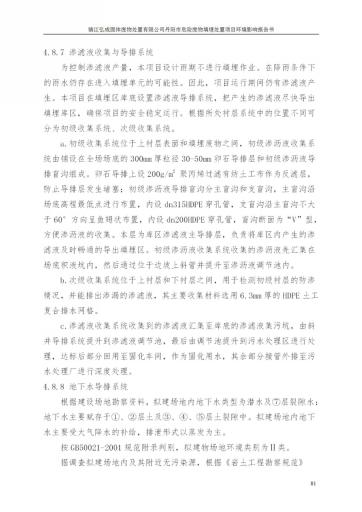 镇江弘成固体废物处置有限公司丹阳市危险废物填埋处置项目环境影响报告书
4.8.7 渗滤液收集与导排系统
为控制渗滤液产量，本项目设计雨期不进行填埋作业。在降雨条件下
的雨水仍存在进入填埋单元的可能性。因此，项目运行期间仍有渗滤液产
生。本项目在填埋区库底设置渗滤液导排系统，把产生的渗滤液尽快导出
填埋库区，确保项目的安全稳定运行。根据所处衬层系统中的位置不同可
分为初级收集系统、次级收集系统。
a.初级收集系统位于上衬层表面和填埋废物之间，初级渗沥液收集系
统由铺设在全场场底的300mm厚粒径30-50mm卵石导排层和初级渗沥液导
排盲沟组成。卵石导排上设200g/m²聚丙烯过滤有纺土工布作为反滤层，
防止导排层发生堵塞；初级渗沥液导排盲沟分主盲沟和支盲沟，主盲沟沿
场底高程最低点进行布置，内设dn315HDPE穿孔管，支盲沟沿主盲沟不大
于60°方向呈鱼翅状布置，内设dn200HDPE穿孔管，盲沟断面为“V”型，
方便渗沥液的收集。本层为库区渗滤液主导排层，负责将库区内产生的渗
滤液及时畅通的导出填埋区。初级渗沥液收集系统收集的渗沥液先汇集在
场底积液坑内，然后通过位于边坡上斜管井提升至渗沥液调节池内。
b.次级收集系统位于上衬层和下衬层之间，用于检测初级衬层的防渗
情况，并能排出渗漏的渗滤液，其主要收集材料选用6.3mm厚的HDPE土工
复合排水网格。
c.渗滤液收集系统收集到的渗滤液汇集至库底的渗滤液集污坑，由斜
井导排系统提升到渗滤液调节池，最后由调节池提升到污水处理区进行处
理，达标后部分回用至固化车间，作为固化用水，其余部分接管外排至污
水处理厂进行深度处理。
4.8.8 地下水导排系统
根据建设场地勘察资料，拟建场地内地下水类型为潜水及⑦层裂隙水；
地下水主要赋存于①、②层土及③、④、⑤层土裂隙中。拟建场地内地下
水主要受大气降水的补给，排泄形式以蒸发为主。
按GB50021-2001规范附录判别，拟建物场地环境类别为Ⅱ类。
据调查拟建场地内及其附近无污染源，根据《岩土工程勘察规范》
81